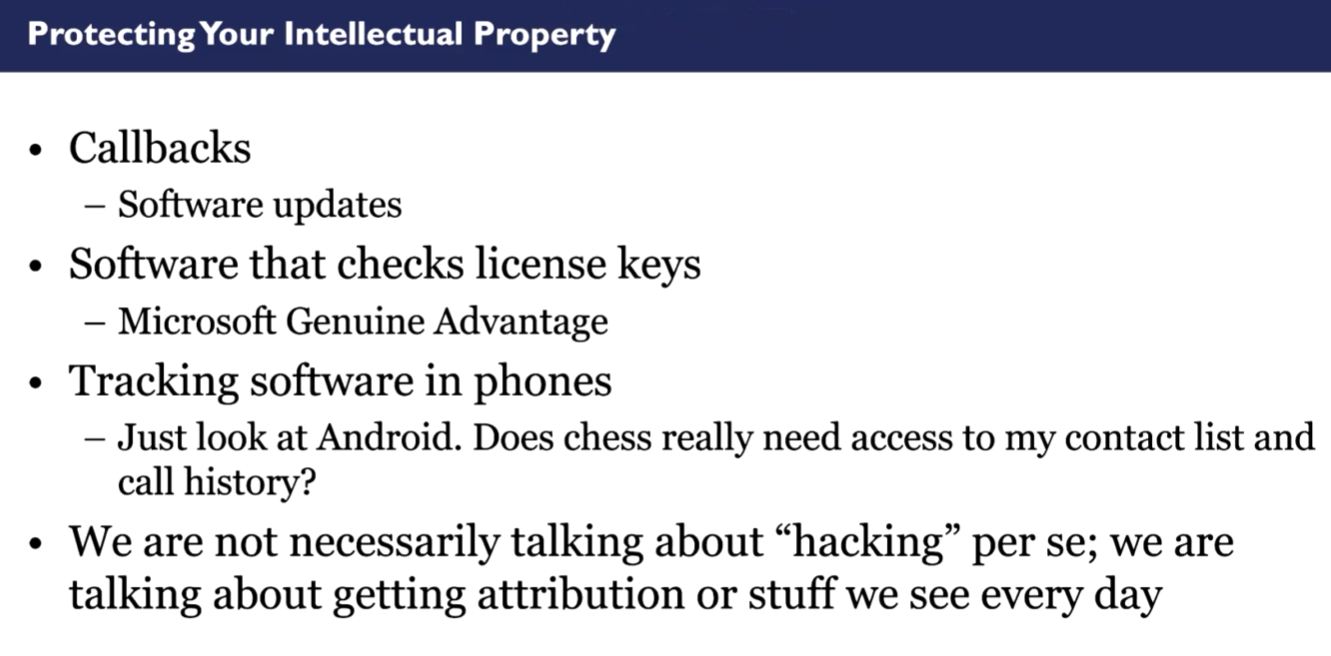 Protecting Your Intellectual Property
• Callbacks
– Software updates
• Software that checks license keys
– Microsoft Genuine Advantage
• Tracking software in phones
– Just look at Android. Does chess really need access to my contact list and
call history?
• We are not necessarily talking about “hacking” per se; we are
talking about getting attribution or stuff we see every day